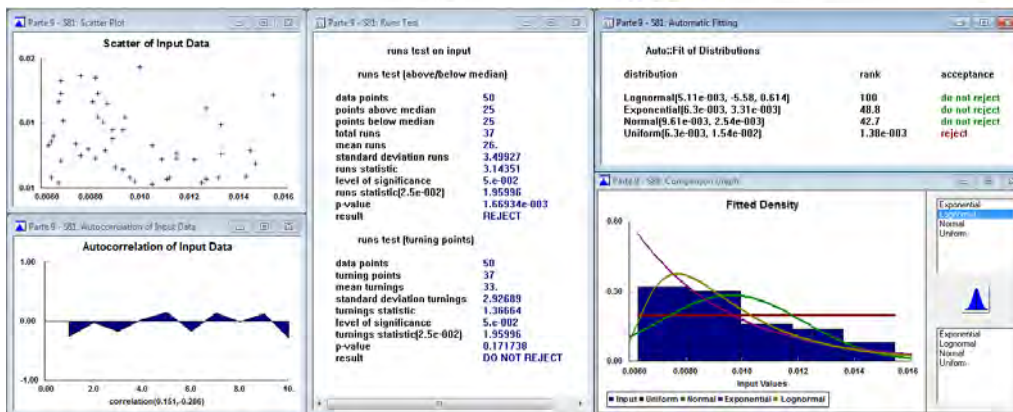 Parte 9 - S81: Scatter Plot
Scatter of Input Data
0.02
0.01
0.01
0.0060 0.0080 0.010 0.012 0.014 0.016
Parte 9 - S81: Autocorrelation of Input Data
Autocorrelation of Input Data
1.00
0.00
-1.00
0.00 2.0 4.0 6.0 8.0 10.
Parte 9 - S81: Runs Test
runs test on input
runs test (above/below median)
data points 50
points above median 25
points below median 25
total runs 37
mean runs 26.
standard deviation runs 3.49927
runs statistic 3.14351
level of significance 5.e-002
runs statistic(2.5e-002) 1.95996
p-value 1.66934e-003
result REJECT
runs test (turning points)
data points 50
turning points 37
mean turnings 33.
standard deviation turnings 2.92689
turnings statistic 1.36664
level of significance 5.e-002
turnings statistic(2.5e-002) 1.95996
p-value 0.171738
result DO NOT REJECT
Parte 9 - S81: Automatic Fitting
Auto::Fit of Distributions
distribution rank acceptance
Lognormal(5.11e-003, -5.58, 0.614) 100 do not reject
Exponential(6.3e-003, 3.31e-003) 48.8 do not reject
Normal(9.61e-003, 2.54e-003) 42.7 do not reject
Uniform(6.3e-003, 1.54e-002) 1.38e-003 reject
Parte 9 - S81: Comparison Graph
Fitted Density
0.60
0.30
0.00
0.0060 0.0080 0.010 0.012 0.014 0.016
Input Values
Input Uniform Normal Exponential Lognormal
Exponential
Lognormal
Normal
Uniform
Exponential
Lognormal
Normal
Uniform